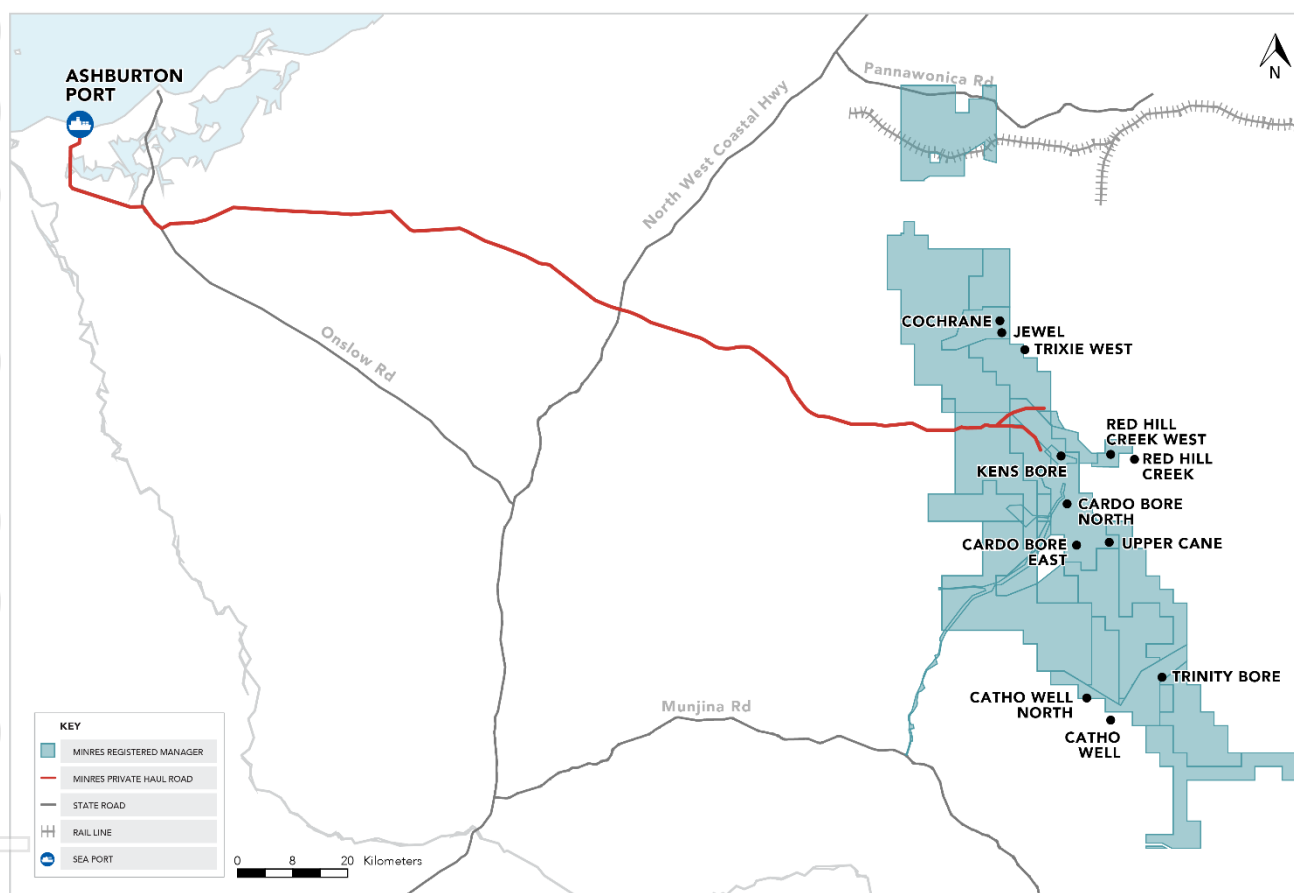 ASHBURTON
PORT
Pannawonica Rd
N
North West Coastal Hwy
Onslow Rd
COCHRANE
JEWEL
TRIXIE WEST
RED HILL
CREEK WEST
RED HILL
CREEK
KENS BORE
CARDO BORE
NORTH
CARDO BORE
EAST
UPPER CANE
TRINITY BORE
CATHO WELL
NORTH
CATHO
WELL
Munjina Rd
KEY
MINRES REGISTERED MANAGER
MINRES PRIVATE HAUL ROAD
STATE ROAD
RAIL LINE
SEA PORT
0 8 20 Kilometers